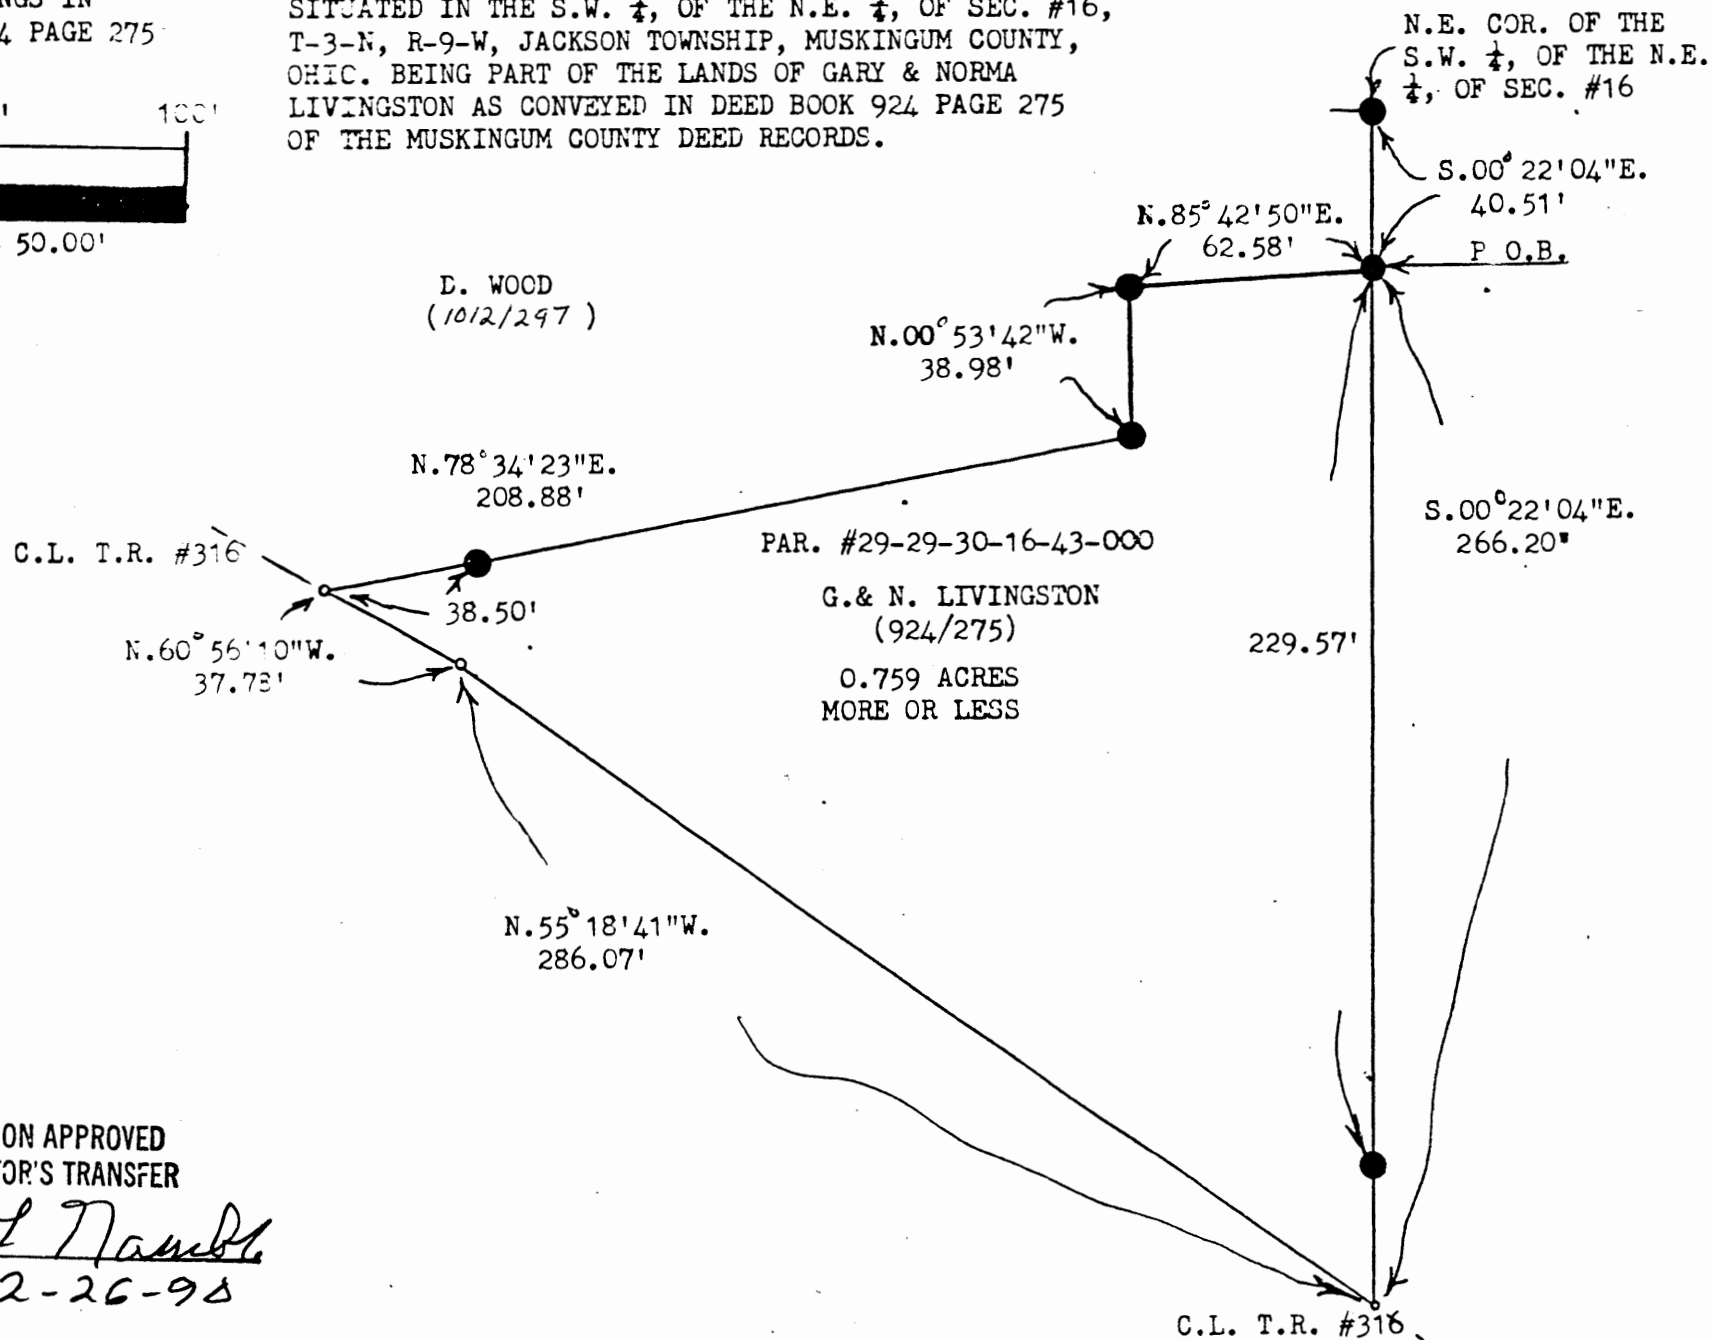 NGS IN
4 PAGE 275
100'
50.00'
SITUATED IN THE S.W. ¼, OF THE N.E. ¼, OF SEC. #16,
T-3-N, R-9-W, JACKSON TOWNSHIP, MUSKINGUM COUNTY,
OHIO. BEING PART OF THE LANDS OF GARY & NORMA
LIVINGSTON AS CONVEYED IN DEED BOOK 924 PAGE 275
OF THE MUSKINGUM COUNTY DEED RECORDS.
N.E. COR. OF THE
S.W. ¼, OF THE N.E.
¼, OF SEC. #16
S.00°22'04"E.
40.51'
N.85°42'50"E.
62.58'
P.O.B.
D. WOOD
(1012/297)
N.00°53'42"W.
38.98'
N.78°34'23"E.
208.88'
S.00°22'04"E.
266.20"
C.L. T.R. #316
PAR. #29-29-30-16-43-000
38.50'
G.& N. LIVINGSTON
(924/275)
229.57'
N.60°56'10"W.
37.78'
0.759 ACRES
MORE OR LESS
N.55°18'41"W.
286.07'
ON APPROVED
OR'S TRANSFER
C.L. T.R. #316